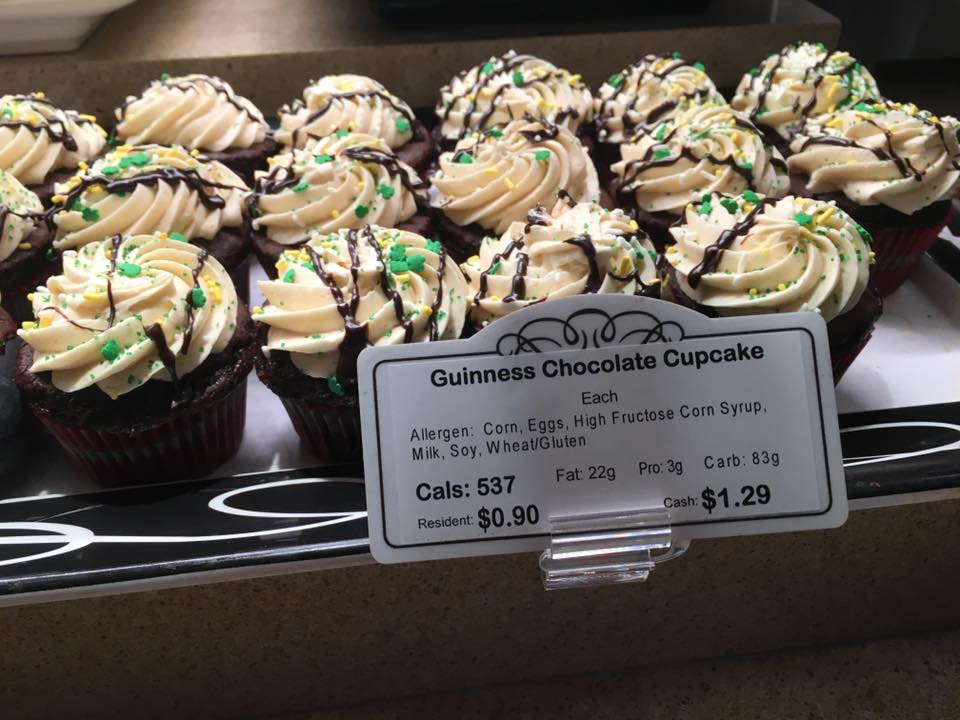 Guinness Chocolate Cupcake
Each
Allergen: Corn, Eggs, High Fructose Corn Syrup,
Milk, Soy, Wheat/Gluten
Cals: 537 Fat: 22g Pro: 3g Carb: 83g
Resident: $0.90 Cash: $1.29